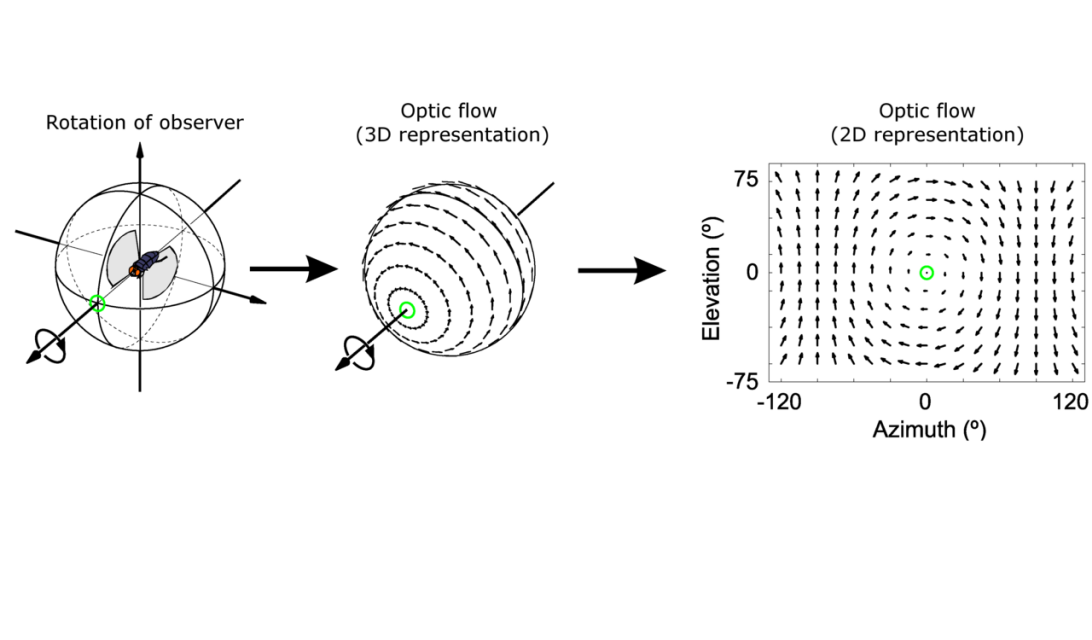 Rotation of observer
Optic flow
(3D representation)
Optic flow
(2D representation)
75
0
-75
Elevation (º)
-120
0
120
Azimuth (º)